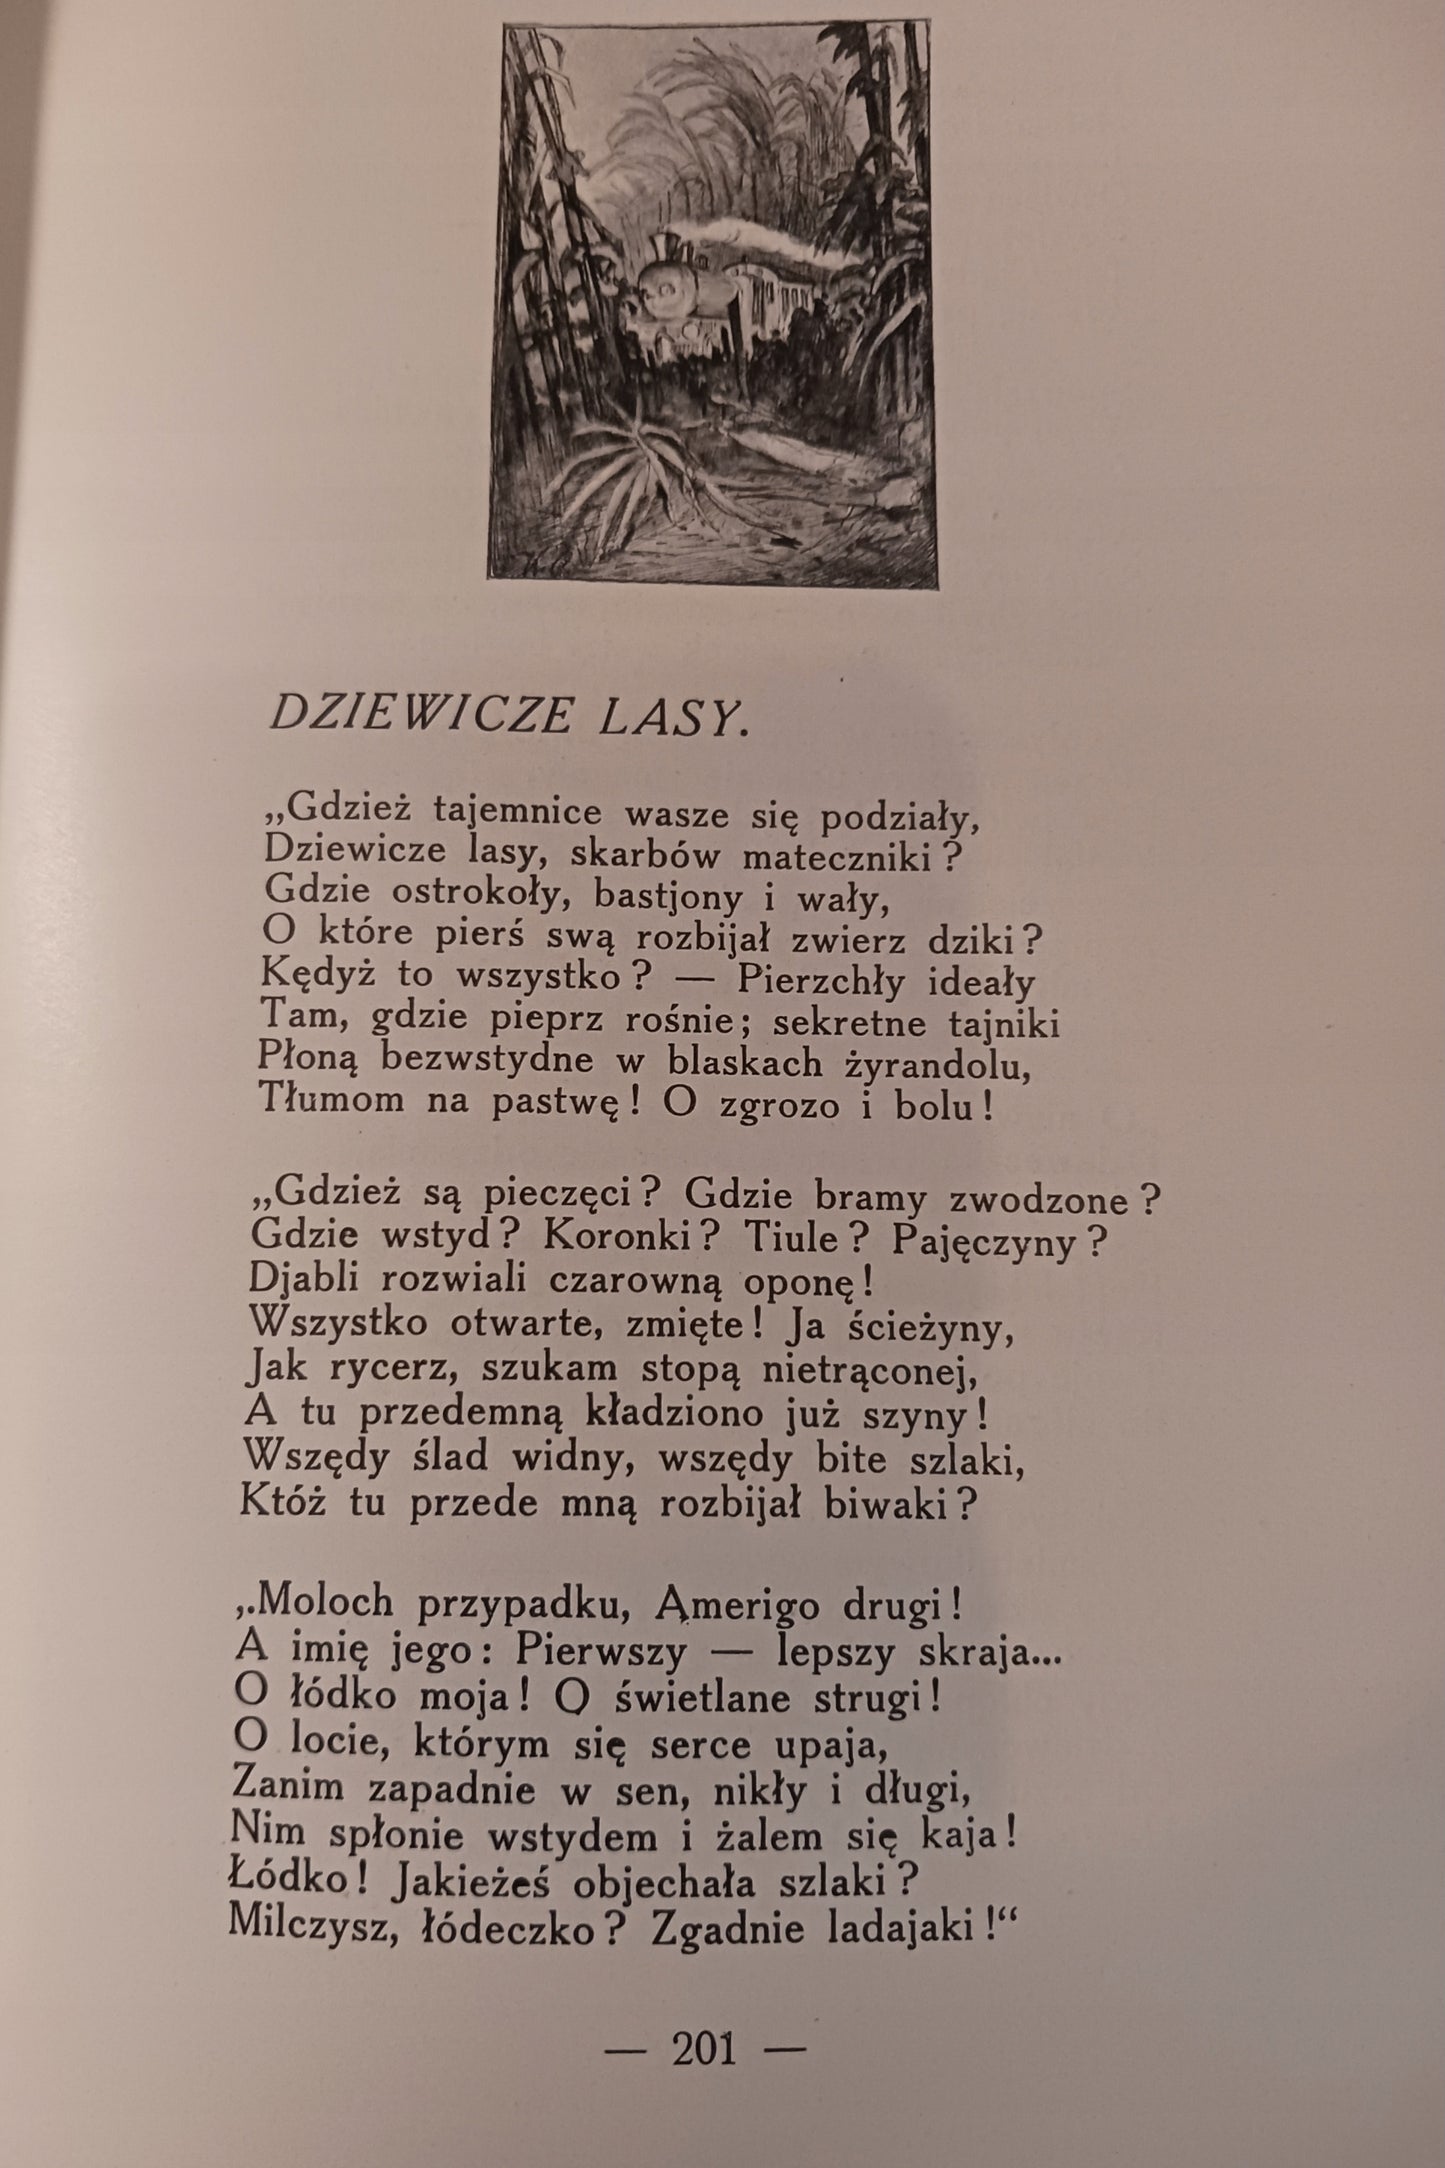 DZIEWICZE LASY.
„Gdzież tajemnice wasze się podziały,
Dziewicze lasy, skarbów mateczniki ?
Gdzie ostrokoły, bastjony i wały,
O które pierś swą rozbijał zwierz dziki ?
Kędyż to wszystko ? — Pierzchły ideały
Tam, gdzie pieprz rośnie; sekretne tajniki
Płoną bezwstydne w blaskach żyrandolu,
Tłumom na pastwę ! O zgrozo i bolu !
„Gdzież są pieczęci ? Gdzie bramy zwodzone ?
Gdzie wstyd ? Koronki ? Tiule ? Pajęczyny ?
Djabli rozwiali czarowną oponę !
Wszystko otwarte, zmięte ! Ja ścieżyny,
Jak rycerz, szukam stopą nietrąconej,
A tu przedemną kładziono już szyny !
Wszędy ślad widny, wszędy bite szlaki,
Któż tu przede mną rozbijał biwaki ?
„Moloch przypadku, Amerigo drugi !
A imię jego : Pierwszy — lepszy skraja...
O łódko moja ! O świetlane strugi !
O locie, którym się serce upaja,
Zanim zapadnie w sen, nikły i długi,
Nim spłonie wstydem i żalem się kaja !
Łódko ! Jakieżeś objechała szlaki ?
Milczysz, łódeczko ? Zgadnie ladajaki !“
— 201 —